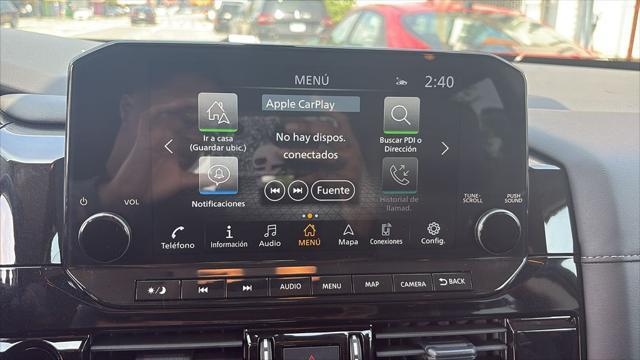 MENÚ
2:40
Apple CarPlay
Ir a casa
(Guardar ubic.)
No hay dispos.
conectados
Buscar PDI o
Dirección
Notificaciones
Fuente
Historial de
llamad.
VOL
TUNE-
SCROLL
PUSH
SOUND
Teléfono
Información
Audio
MENÚ
Mapa
Conexiones
Config.
AUDIO
MENU
MAP
CAMERA
BACK